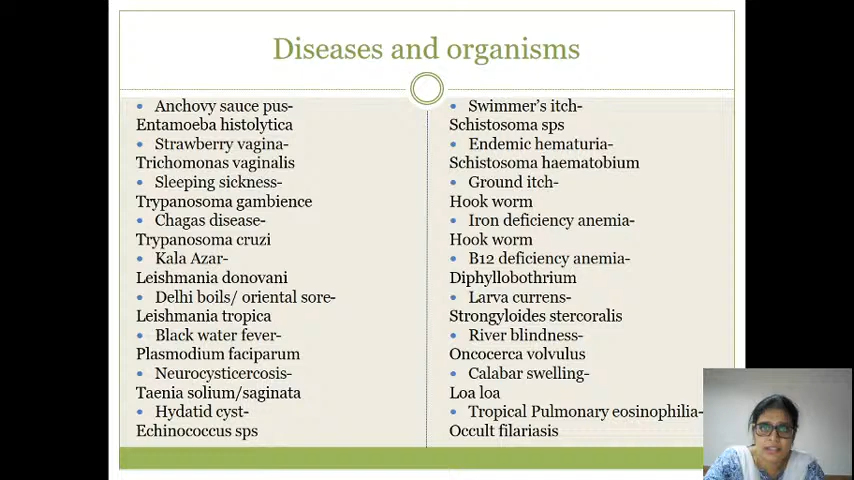 Diseases and organisms
• Anchovy sauce pus-
Entamoeba histolytica
• Strawberry vagina-
Trichomonas vaginalis
• Sleeping sickness-
Trypanosoma gambience
• Chagas disease-
Trypanosoma cruzi
• Kala Azar-
Leishmania donovani
• Delhi boils/ oriental sore-
Leishmania tropica
• Black water fever-
Plasmodium faciparum
• Neurocysticercosis-
Taenia solium/saginata
• Hydatid cyst-
Echinococcus sps
• Swimmer's itch-
Schistosoma sps
• Endemic hematuria-
Schistosoma haematobium
• Ground itch-
Hook worm
• Iron deficiency anemia-
Hook worm
• B12 deficiency anemia-
Diphyllobothrium
• Larva currens-
Strongyloides stercoralis
• River blindness-
Oncocerca volvulus
• Calabar swelling-
Loa loa
• Tropical Pulmonary eosinophilia-
Occult filariasis